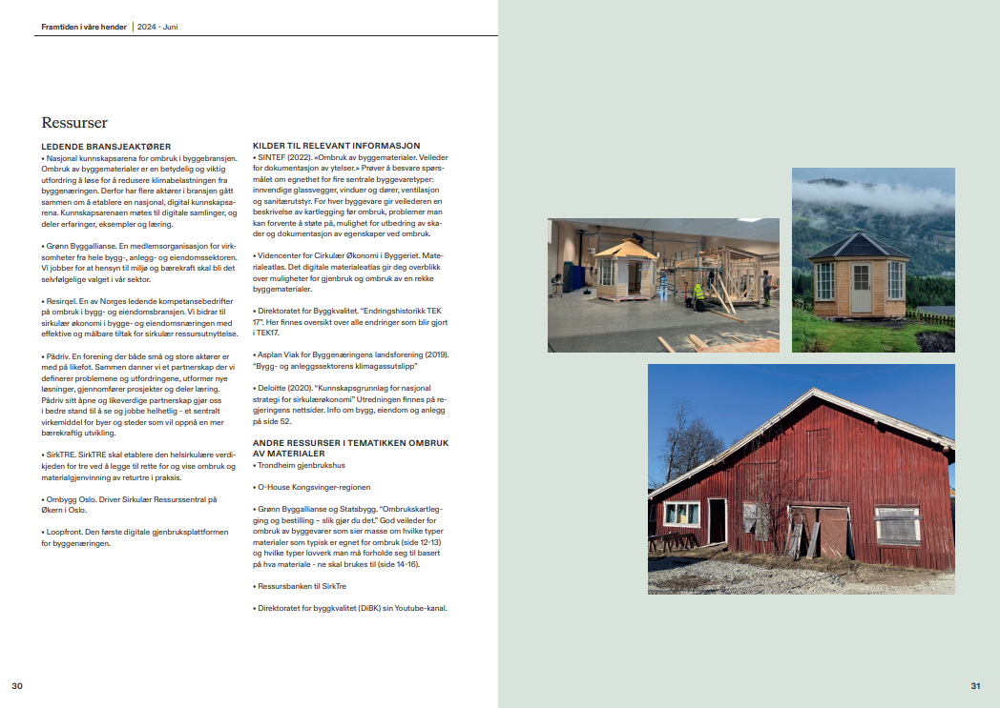 Framtiden i våre hender | 2024 - Juni
Ressurser
LEDENDE BRANSJEAKTØRER
• Nasjonal kunnskapsarena for ombruk i byggebransjen.
Ombruk av byggematerialer er en betydelig og viktig
utfordring å løse for å redusere klimabelastningen fra
byggenæringen. Derfor har flere aktører i bransjen gått
sammen om å etablere en nasjonal, digital kunnskapsa-
rena. Kunnskapsarenaen møtes til digitale samlinger, og
deler erfaringer, eksempler og læring.
• Grønn Byggallianse. En medlemsorganisasjon for virk-
somheter fra hele bygg-, anlegg- og eiendomssektoren.
Vi jobber for at hensyn til miljø og bærekraft skal bli det
selvfølgelige valget i vår sektor.
• Resirqel. En av Norges ledende kompetansebedrifter
på ombruk i bygg- og eiendomsbransjen. Vi bidrar til
sirkulær økonomi i bygge- og eiendomsnæringen med
effektive og målbare tiltak for sirkulær ressursutnyttelse.
• Pådriv. En forening der både små og store aktører er
med på likefot. Sammen danner vi et partnerskap der vi
definerer problemene og utfordringene, utformer nye
løsninger, gjennomfører prosjekter og deler læring.
Pådriv sitt åpne og likeverdige partnerskap gjør oss
i bedre stand til å se og jobbe helhetlig - et sentralt
virkemiddel for byer og steder som vil oppnå en mer
bærekraftig utvikling.
• SirkTRE. SirkTRE skal etablere den helsirkulære verdi-
kjeden for tre ved å legge til rette for og vise ombruk og
materialgjenvinning av returtre i praksis.
• Ombygg Oslo. Driver Sirkulær Ressurssentral på
Økern i Oslo.
• Loopfront. Den første digitale gjenbruksplattformen
for byggenæringen.
KILDER TIL RELEVANT INFORMASJON
• SINTEF (2022). «Ombruk av byggematerialer. Veileder
for dokumentasjon av ytelser.» Prøver å besvare spørs-
målet om egnethet for fire sentrale byggevaretyper:
innvendige glassvegger, vinduer og dører, ventilasjon
og sanitærutstyr. For hver byggevare gir veilederen en
beskrivelse av kartlegging før ombruk, problemer man
kan forvente å støte på, mulighet for utbedring av ska-
der og dokumentasjon av egenskaper ved ombruk.
• Videncenter for Cirkulær Økonomi i Byggeriet. Mate-
rialeatlas. Det digitale materialeatlas gir deg overblikk
over muligheter for gjenbruk og ombruk av en rekke
byggematerialer.
• Direktoratet for Byggkvalitet. “Endringshistorikk TEK
17”. Her finnes oversikt over alle endringer som blir gjort
i TEK17.
• Asplan Viak for Byggenæringens landsforening (2019).
“Bygg- og anleggssektorens klimagassutslipp”
• Deloitte (2020). “Kunnskapsgrunnlag for nasjonal
strategi for sirkulærøkonomi” Utredningen finnes på re-
gjeringens nettsider. Info om bygg, eiendom og anlegg
på side 52.
ANDRE RESSURSER I TEMATIKKEN OMBRUK
AV MATERIALER
• Trondheim gjenbrukshus
• O-House Kongsvinger-regionen
• Grønn Byggallianse og Statsbygg. “Ombrukskartleg-
ging og bestilling – slik gjør du det.” God veileder for
ombruk av byggevarer som sier masse om hvilke typer
materialer som typisk er egnet for ombruk (side 12-13)
og hvilke typer lovverk man må forholde seg til basert
på hva materiale - ne skal brukes til (side 14-16).
• Ressursbanken til SirkTre
• Direktoratet for byggkvalitet (DiBK) sin Youtube-kanal.
30
31